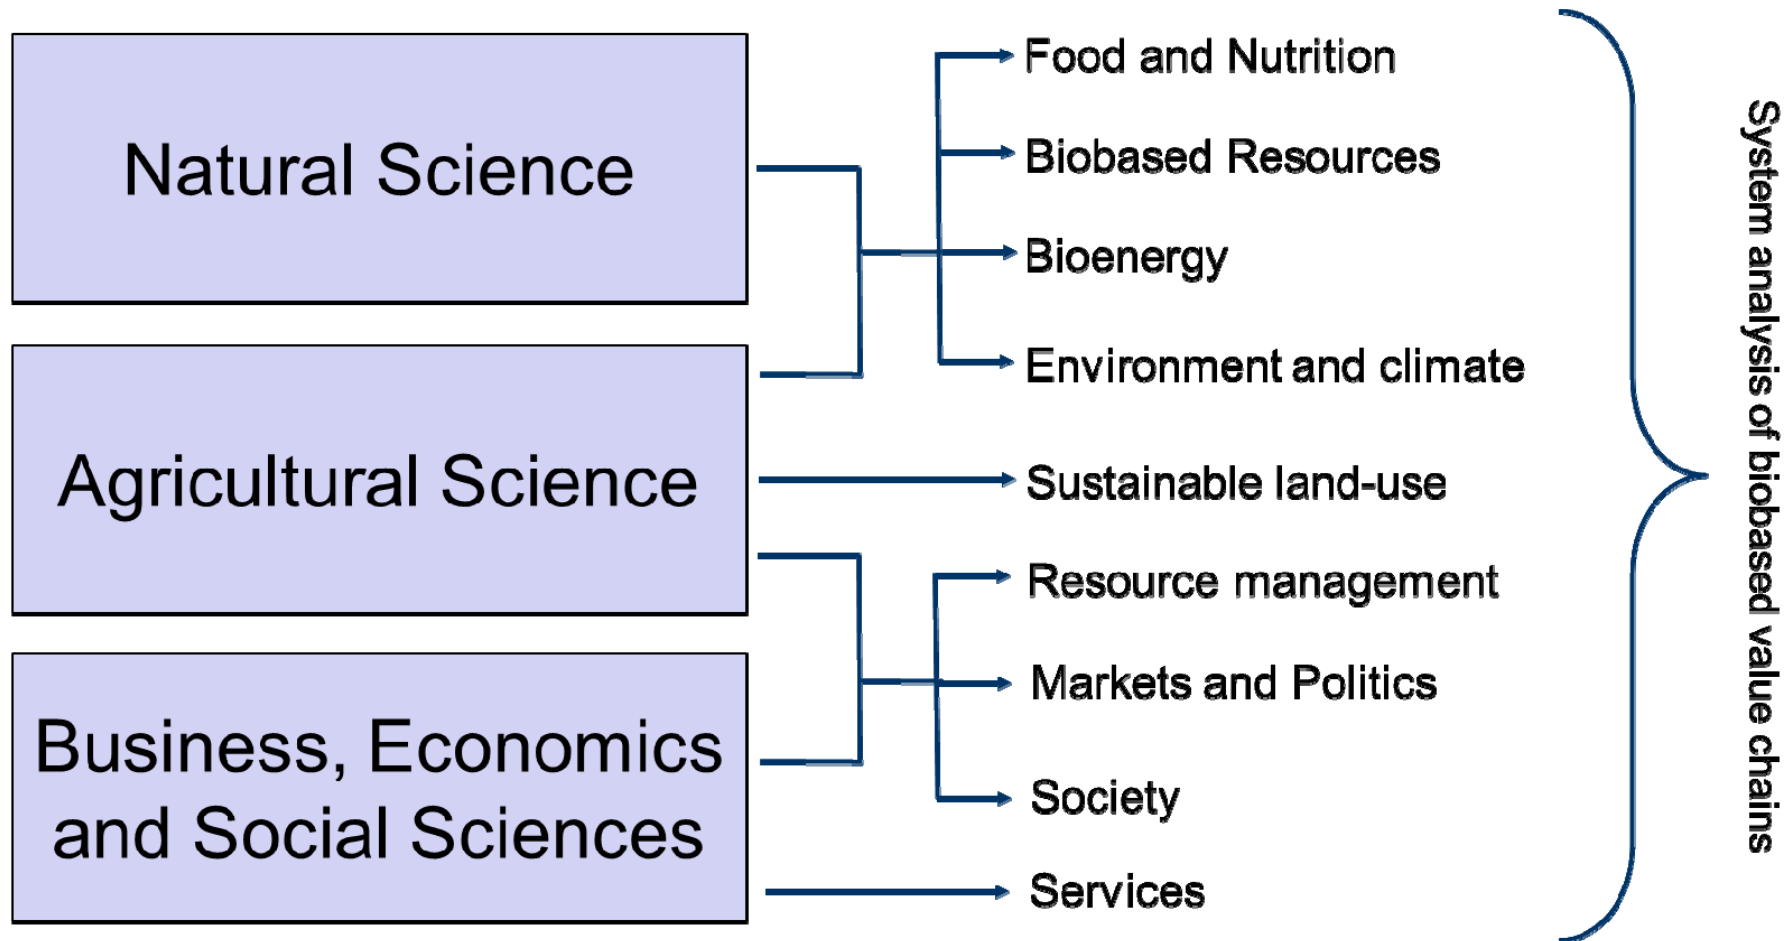 Natural Science
Agricultural Science
Business, Economics
and Social Sciences
Food and Nutrition
Biobased Resources
Bioenergy
Environment and climate
Sustainable land-use
Resource management
Markets and Politics
Society
Services
System analysis of biobased value chains